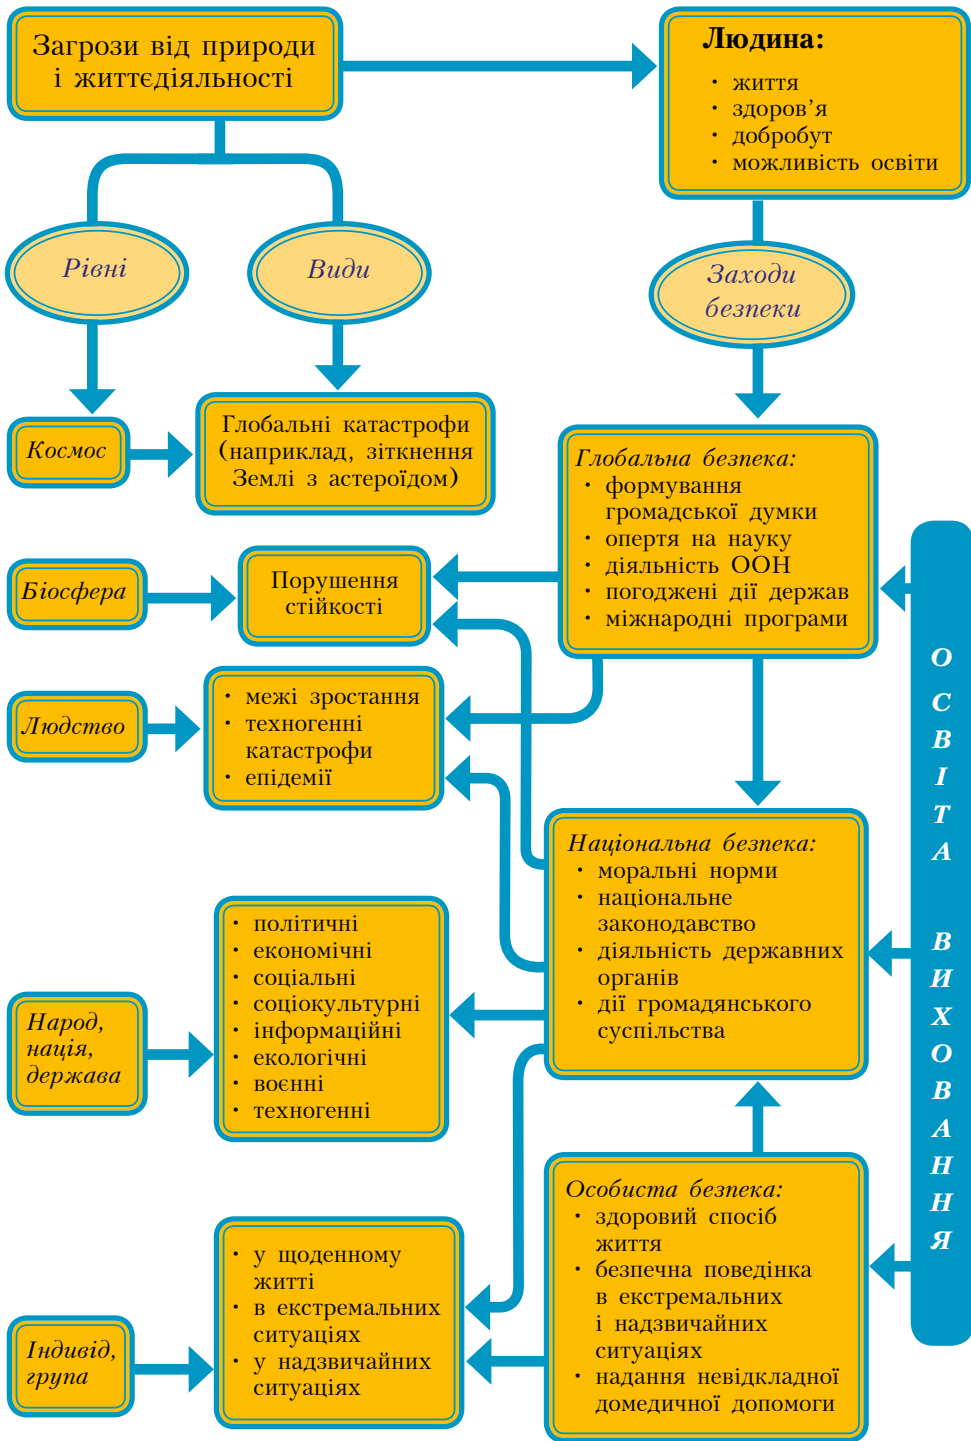 Загрози від природи
і життєдіяльності
Людина:
· життя
· здоров’я
· добробут
· можливість освіти
Рівні
Види
Заходи
безпеки
Космос
Глобальні катастрофи
(наприклад, зіткнення
Землі з астероїдом)
Глобальна безпека:
· формування
громадської думки
· опертя на науку
· діяльність ООН
· погоджені дії держав
· міжнародні програми
Біосфера
Порушення
стійкості
Людство
· межі зростання
· техногенні
катастрофи
· епідемії
Національна безпека:
· моральні норми
· національне
законодавство
· діяльність державних
органів
· дії громадянського
суспільства
Народ,
нація,
держава
· політичні
· економічні
· соціальні
· соціокультурні
· інформаційні
· екологічні
· воєнні
· техногенні
Особиста безпека:
· здоровий спосіб
життя
· безпечна поведінка
в екстремальних
і надзвичайних
ситуаціях
· надання невідкладної
домедичної допомоги
Індивід,
група
· у щоденному
житті
· в екстремальних
ситуаціях
· у надзвичайних
ситуаціях
ОСВІТА ВИХОВАННЯ